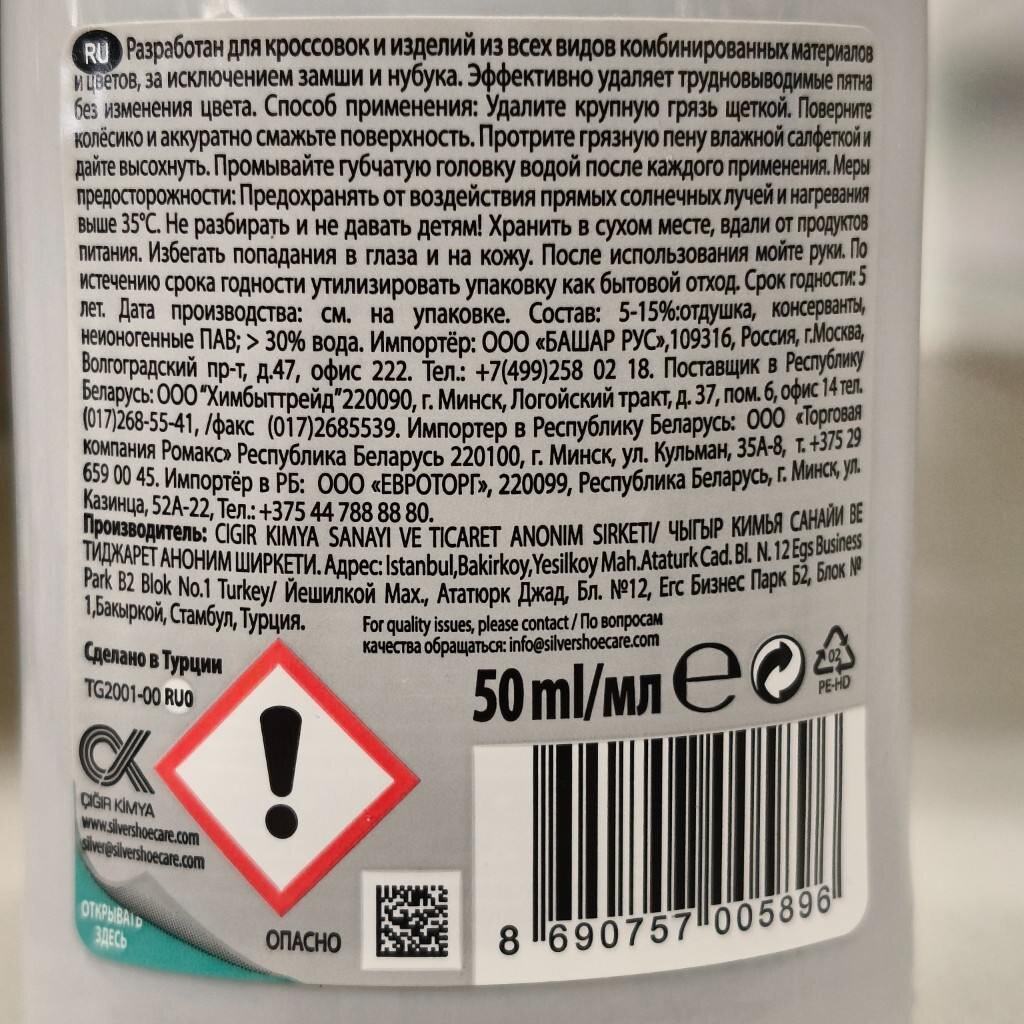 RU Разработан для кроссовок и изделий из всех видов комбинированных материалов
и цветов, за исключением замши и нубука. Эффективно удаляет трудновыводимые пятна
без изменения цвета. Способ применения: Удалите крупную грязь щеткой. Поверните
колёсико и аккуратно смажьте поверхность. Протрите грязную пену влажной салфеткой и
дайте высохнуть. Промывайте губчатую головку водой после каждого применения. Меры
предосторожности: Предохранять от воздействия прямых солнечных лучей и нагревания
выше 35°С. Не разбирать и не давать детям! Хранить в сухом месте, вдали от продуктов
питания. Избегать попадания в глаза и на кожу. После использования мойте руки. По
истечению срока годности утилизировать упаковку как бытовой отход. Срок годности: 5
лет. Дата производства: см. на упаковке. Состав: 5-15%:отдушка, консерванты,
неионогенные ПАВ; > 30% вода. Импортёр: ООО «БАШАР РУС»,109316, Россия, г.Москва,
Волгоградский пр-т, д.47, офис 222. Тел.: +7(499)258 02 18. Поставщик в Республику
Беларусь: ООО "Химбыттрейд"220090, г. Минск, Логойский тракт, д. 37, пом. 6, офис 14 тел.
(017)268-55-41, /факс (017)2685539. Импортер в Республику Беларусь: ООО «Торговая
компания Ромакс» Республика Беларусь 220100, г. Минск, ул. Кульман, 35А-8, т. +375 29
659 00 45. Импортёр в РБ: ООО «ЕВРОТОРГ», 220099, Республика Беларусь, г. Минск, ул.
Казинца, 52А-22, Тел.: +375 44 788 88 80.
Производитель: CIGIR KIMYA SANAYI VE TICARET ANONIM SIRKETI/ ЧЫГЫР КИМЬЯ САНАЙИ ВЕ
ТИДЖАРЕТ АНОНИМ ШИРКЕТИ. Адрес: Istanbul,Bakirkoy,Yesilkoy Mah.Ataturk Cad. Bl. N. 12 Egs Business
Park B2 Blok No.1 Turkey/ Йешилкой Мах., Ататюрк Джад, Бл. №12, Егс Бизнес Парк Б2, Блок №
1,Бакыркой, Стамбул, Турция.
For quality issues, please contact / По вопросам
качества обращаться: info@silvershoecare.com
Сделано в Турции
TG2001-00 RU0
50 ml/мл e
02
PE-HD
ÇIĞIR KİMYA
www.silvershoecare.com
silver@silvershoecare.com
ОТКРЫВАТЬ
ЗДЕСЬ
ОПАСНО
8 690757 005896